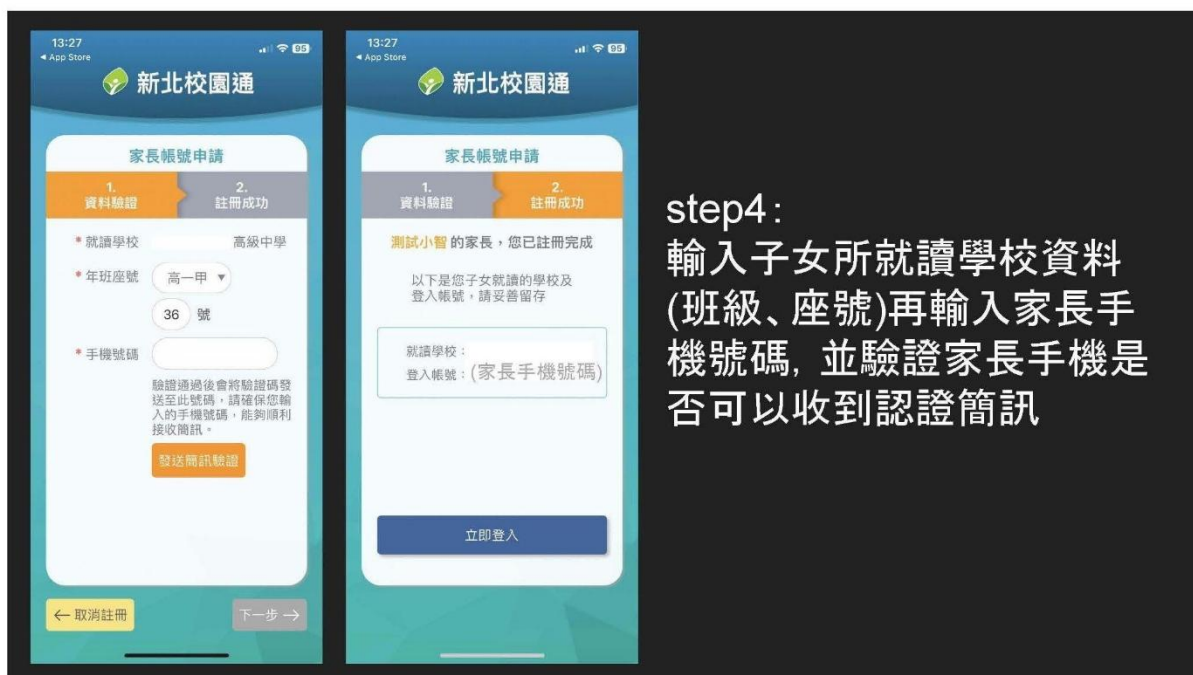 13:27
◀ App Store
95
新北校園通
家長帳號申請
1.
資料驗證
2.
註冊成功
* 就讀學校 高級中學
* 年班座號 高一甲 ▼
36 號
* 手機號碼
驗證通過後會將驗證碼發
送至此號碼，請確保您輸
入的手機號碼，能夠順利
接收簡訊。
發送簡訊驗證
← 取消註冊
下一步 →
13:27
◀ App Store
95
新北校園通
家長帳號申請
1.
資料驗證
2.
註冊成功
測試小智 的家長，您已註冊完成
以下是您子女就讀的學校及
登入帳號，請妥善留存
就讀學校：
登入帳號：(家長手機號碼)
立即登入
step4：
輸入子女所就讀學校資料
(班級、座號)再輸入家長手
機號碼，並驗證家長手機是
否可以收到認證簡訊